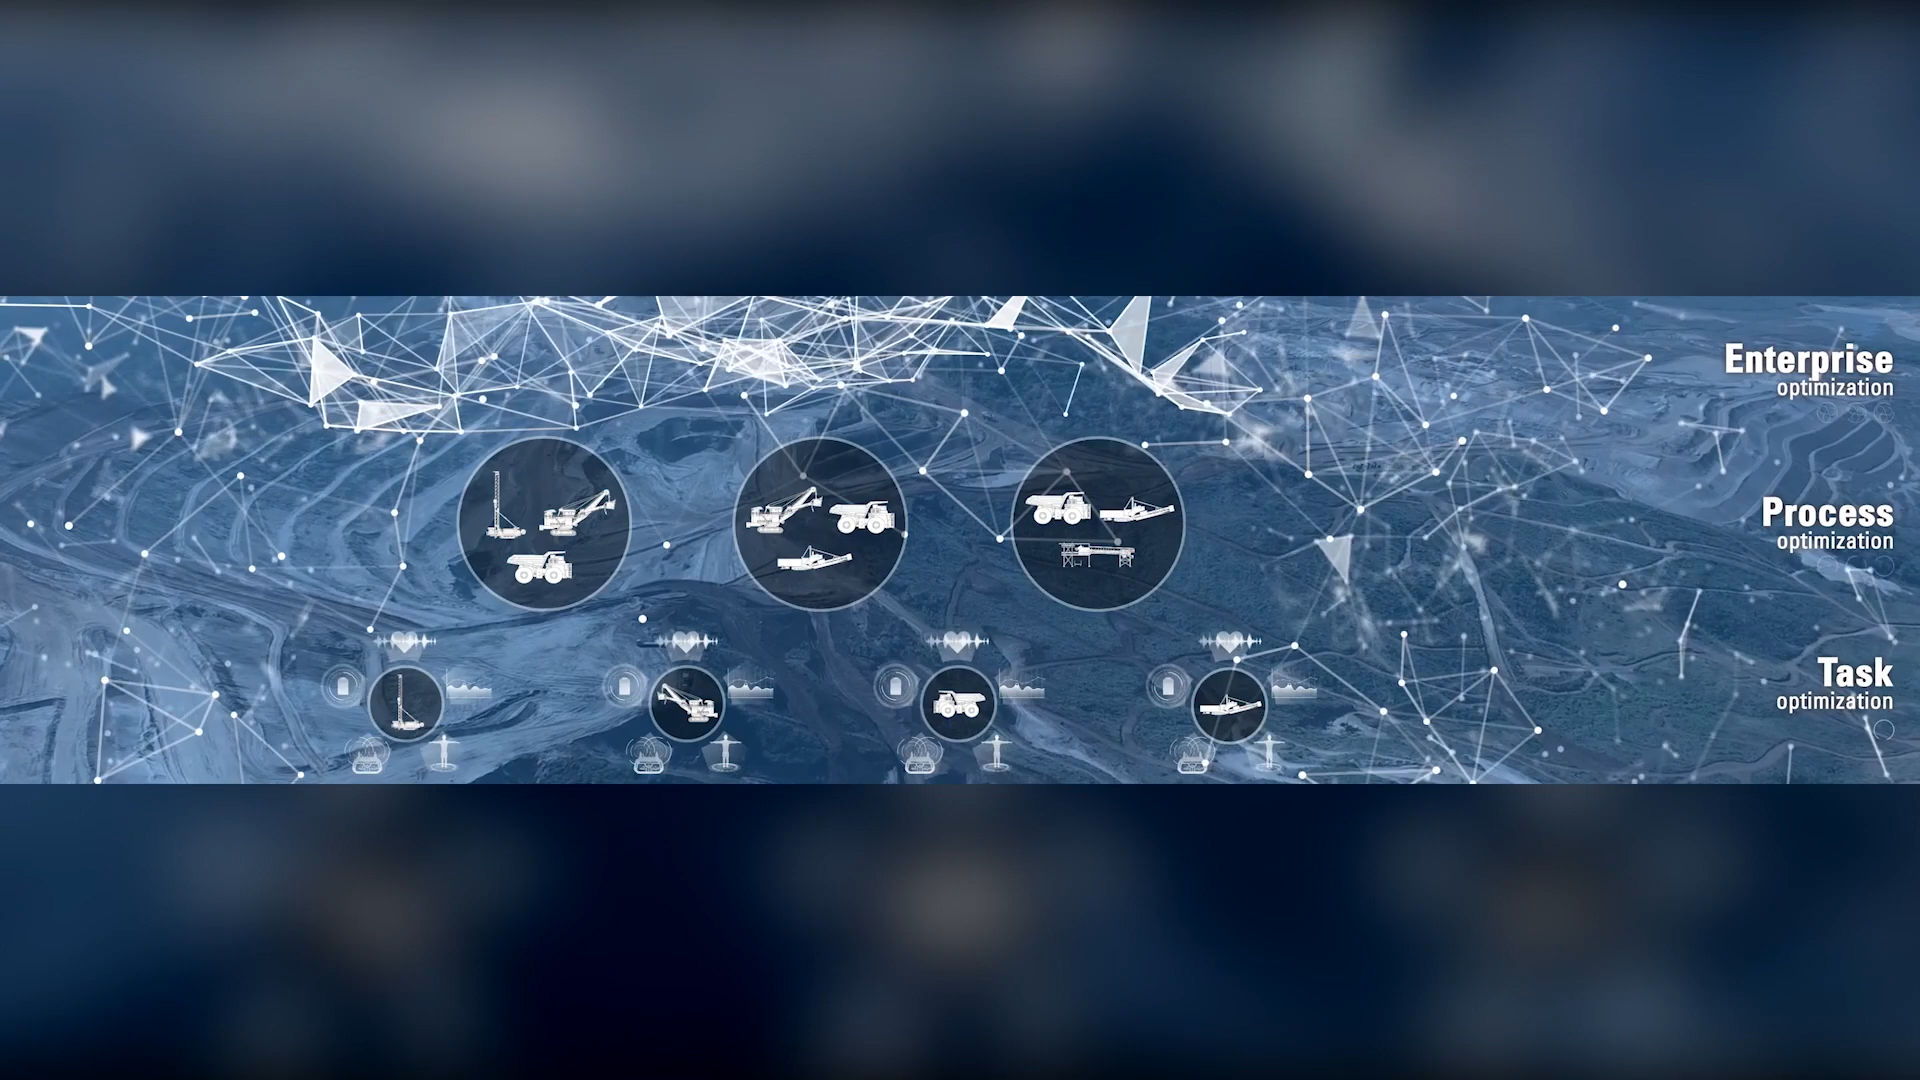 Enterprise
optimization
Process
optimization
Task
optimization